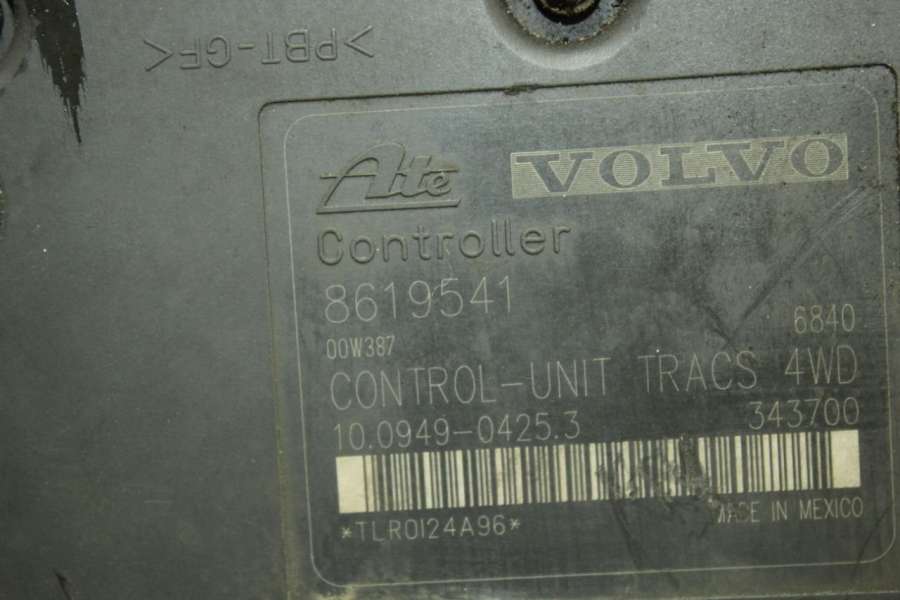 >PBT-GF<
Ate VOLVO
Controller
8619541
6840
00W387
CONTROL-UNIT TRACS 4WD
10.0949-0425.3 343700
*TLR0124A96* MADE IN MEXICO